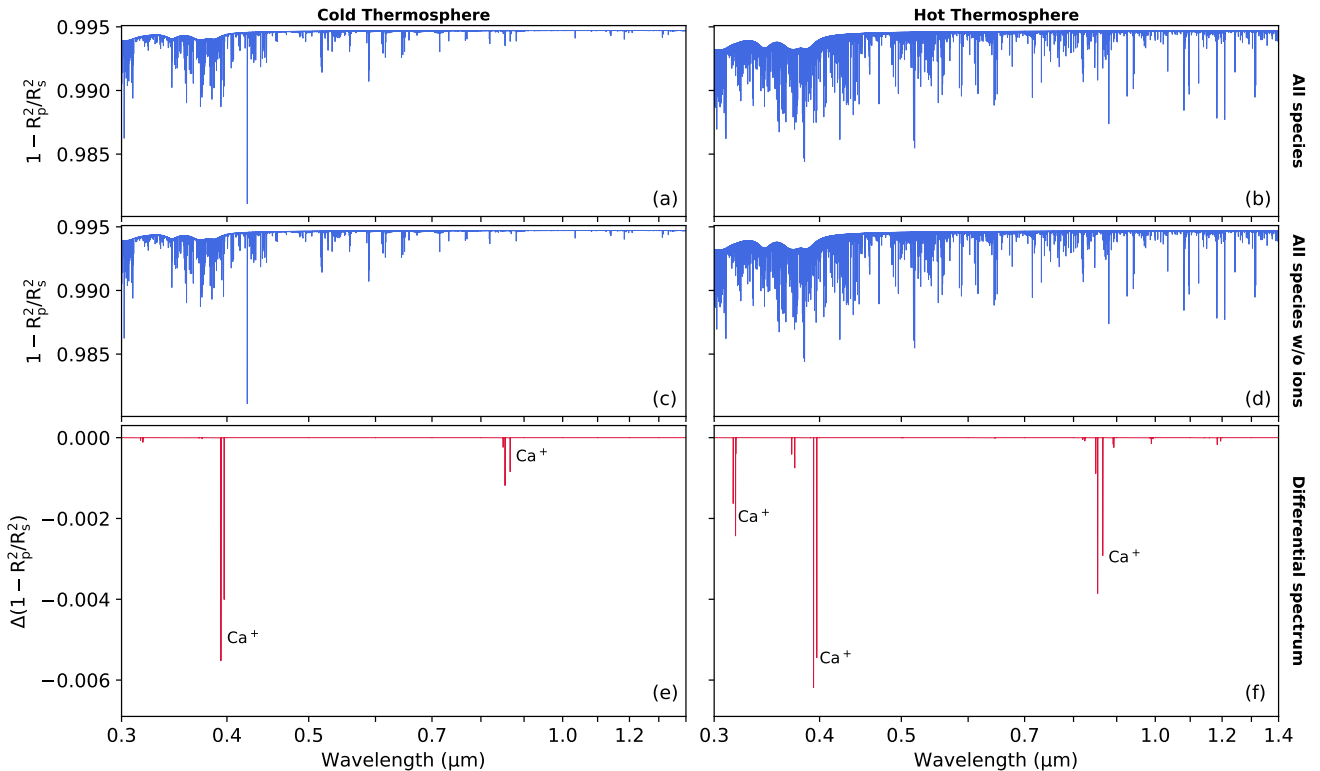 Cold Thermosphere
Hot Thermosphere
0.995
0.990
0.985
1 − R_p^2/R_s^2
(a)
(b)
All species
0.995
0.990
0.985
1 − R_p^2/R_s^2
(c)
(d)
All species w/o ions
0.000
−0.002
−0.004
−0.006
Δ(1 − R_p^2/R_s^2)
Ca⁺
Ca⁺
(e)
Ca⁺
Ca⁺
Ca⁺
(f)
Differential spectrum
0.3 0.4 0.5 0.7 1.0 1.2
0.3 0.4 0.5 0.7 1.0 1.2 1.4
Wavelength (μm)
Wavelength (μm)